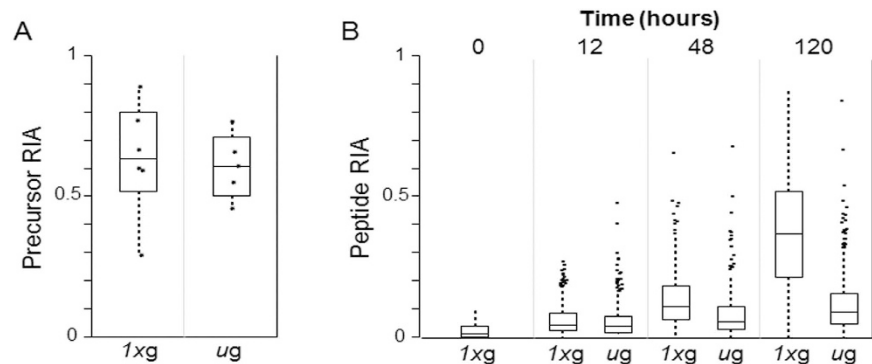 A
1
Precursor RIA
0.5
0
1xg
ug
B
Time (hours)
0
12
48
120
1
Peptide RIA
0.5
0
1xg
1xg
ug
1xg
ug
1xg
ug